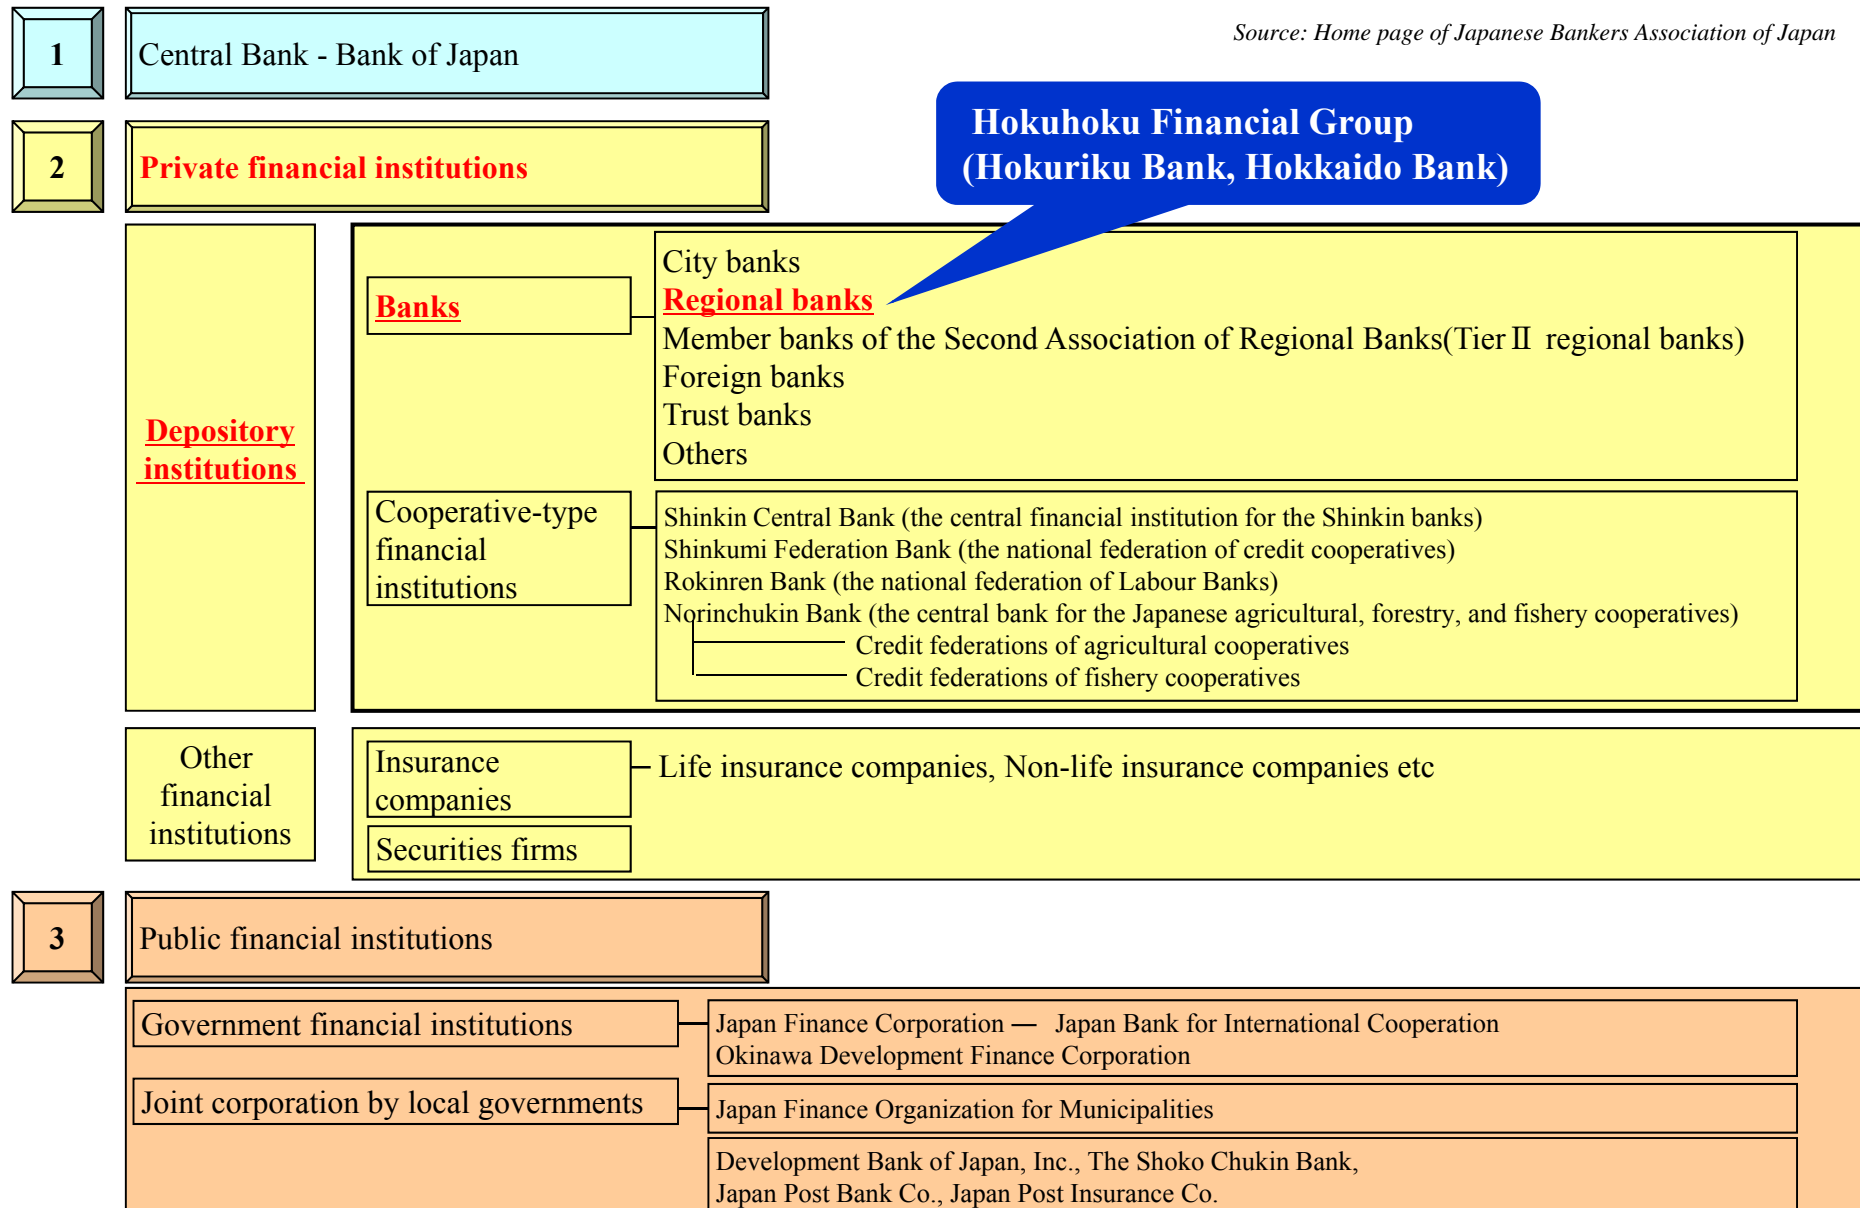 1
Central Bank - Bank of Japan
Source: Home page of Japanese Bankers Association of Japan
Hokuhoku Financial Group
(Hokuriku Bank, Hokkaido Bank)
2
Private financial institutions
Depository
institutions
Banks
City banks
Regional banks
Member banks of the Second Association of Regional Banks(Tier Ⅱ regional banks)
Foreign banks
Trust banks
Others
Cooperative-type
financial
institutions
Shinkin Central Bank (the central financial institution for the Shinkin banks)
Shinkumi Federation Bank (the national federation of credit cooperatives)
Rokinren Bank (the national federation of Labour Banks)
Norinchukin Bank (the central bank for the Japanese agricultural, forestry, and fishery cooperatives)
Credit federations of agricultural cooperatives
Credit federations of fishery cooperatives
Other
financial
institutions
Insurance
companies
Life insurance companies, Non-life insurance companies etc
Securities firms
3
Public financial institutions
Government financial institutions
Japan Finance Corporation — Japan Bank for International Cooperation
Okinawa Development Finance Corporation
Joint corporation by local governments
Japan Finance Organization for Municipalities
Development Bank of Japan, Inc., The Shoko Chukin Bank,
Japan Post Bank Co., Japan Post Insurance Co.